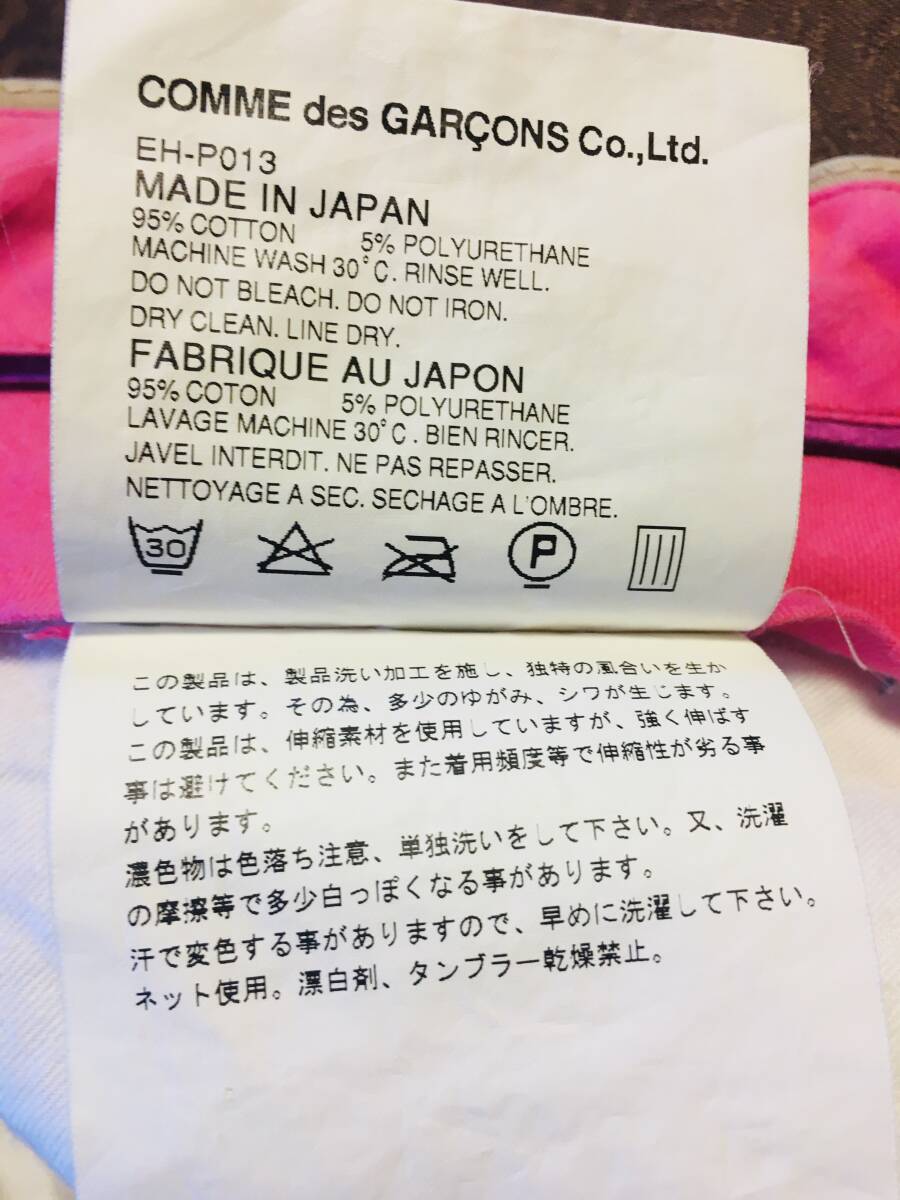 COMME des GARÇONS Co.,Ltd.
EH-P013
MADE IN JAPAN
95% COTTON 5% POLYURETHANE
MACHINE WASH 30°C. RINSE WELL.
DO NOT BLEACH. DO NOT IRON.
DRY CLEAN. LINE DRY.
FABRIQUE AU JAPON
95% COTON 5% POLYURETHANE
LAVAGE MACHINE 30°C. BIEN RINCER.
JAVEL INTERDIT. NE PAS REPASSER.
NETTOYAGE A SEC. SECHAGE A L'OMBRE.
30 P
この製品は、製品洗い加工を施し、独特の風合いを生か
しています。その為、多少のゆがみ、シワが生じます。
この製品は、伸縮素材を使用していますが、強く伸ばす
事は避けてください。また着用頻度等で伸縮性が劣る事
があります。
濃色物は色落ち注意、単独洗いをして下さい。又、洗濯
の摩擦等で多少白っぽくなる事があります。
汗で変色する事がありますので、早めに洗濯して下さい。
ネット使用。漂白剤、タンブラー乾燥禁止。